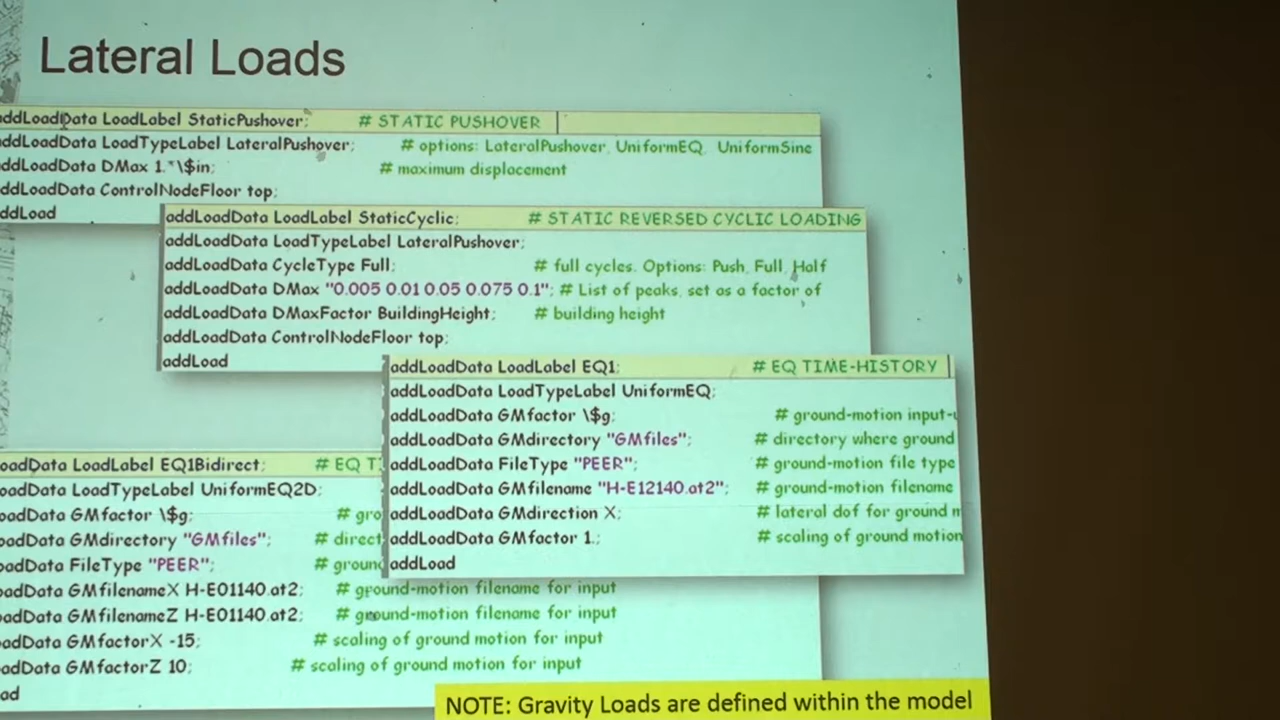 Lateral Loads
ddLoadData LoadLabel StaticPushover; # STATIC PUSHOVER
ddLoadData LoadTypeLabel LateralPushover; # options: LateralPushover, UniformEQ, UniformSine
ddLoadData DMax 1.*\$in; # maximum displacement
ddLoadData ControlNodeFloor top;
ddLoad
addLoadData LoadLabel StaticCyclic; # STATIC REVERSED CYCLIC LOADING
addLoadData LoadTypeLabel LateralPushover;
addLoadData CycleType Full; # full cycles. Options: Push, Full, Half
addLoadData DMax "0.005 0.01 0.05 0.075 0.1"; # List of peaks, set as a factor of
addLoadData DMaxFactor BuildingHeight; # building height
addLoadData ControlNodeFloor top;
addLoad
addLoadData LoadLabel EQ1; # EQ TIME-HISTORY
addLoadData LoadTypeLabel UniformEQ;
addLoadData GMfactor \$g; # ground-motion input-
addLoadData GMdirectory "GMfiles"; # directory where ground
addLoadData FileType "PEER"; # ground-motion file type
addLoadData GMfilename "H-E12140.at2"; # ground-motion filename
addLoadData GMdirection X; # lateral dof for ground m
addLoadData GMfactor 1.; # scaling of ground motion
addLoad
oadData LoadLabel EQ1Bidirect; # EQ T
oadData LoadTypeLabel UniformEQ2D;
oadData GMfactor \$g; # gro
oadData GMdirectory "GMfiles"; # direct
oadData FileType "PEER"; # ground
oadData GMfilenameX H-E01140.at2; # ground-motion filename for input
oadData GMfilenameZ H-E01140.at2; # ground-motion filename for input
oadData GMfactorX -15; # scaling of ground motion for input
oadData GMfactorZ 10; # scaling of ground motion for input
ad
NOTE: Gravity Loads are defined within the model